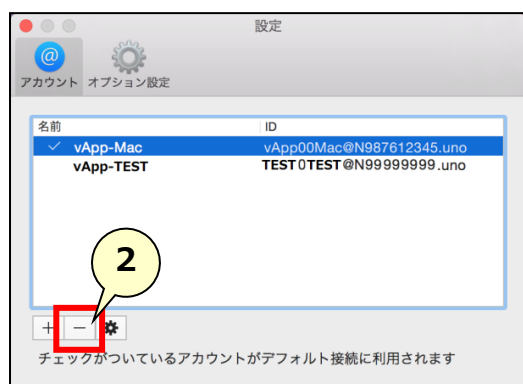 設定
アカウント オプション設定
名前 ID
vApp-Mac vApp00Mac@N987612345.uno
vApp-TEST TEST0TEST@N99999999.uno
2
チェックがついているアカウントがデフォルト接続に利用されます